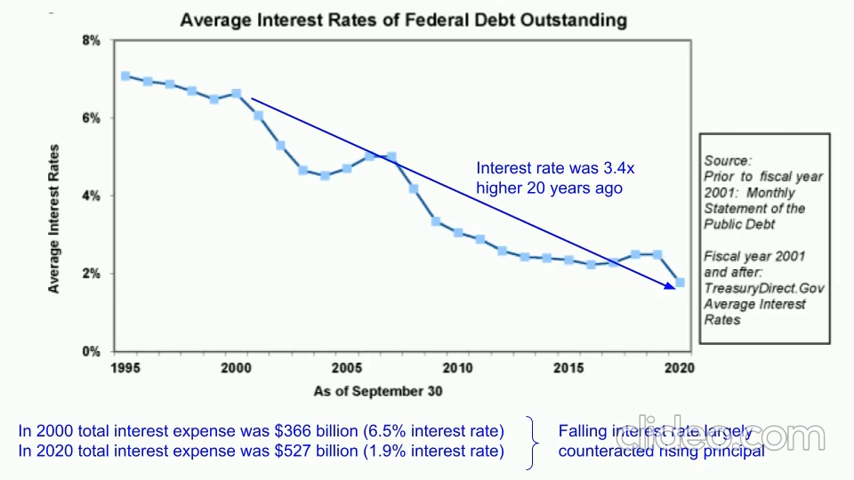 Average Interest Rates of Federal Debt Outstanding
8%
6%
4%
2%
0%
Average Interest Rates
1995
2000
2005
2010
2015
2020
As of September 30
Interest rate was 3.4x
higher 20 years ago
Source:
Prior to fiscal year
2001: Monthly
Statement of the
Public Debt
Fiscal year 2001
and after:
TreasuryDirect.Gov
Average Interest
Rates
In 2000 total interest expense was $366 billion (6.5% interest rate)
In 2020 total interest expense was $527 billion (1.9% interest rate)
Falling interest rate largely
counteracted rising principal
clideo.com